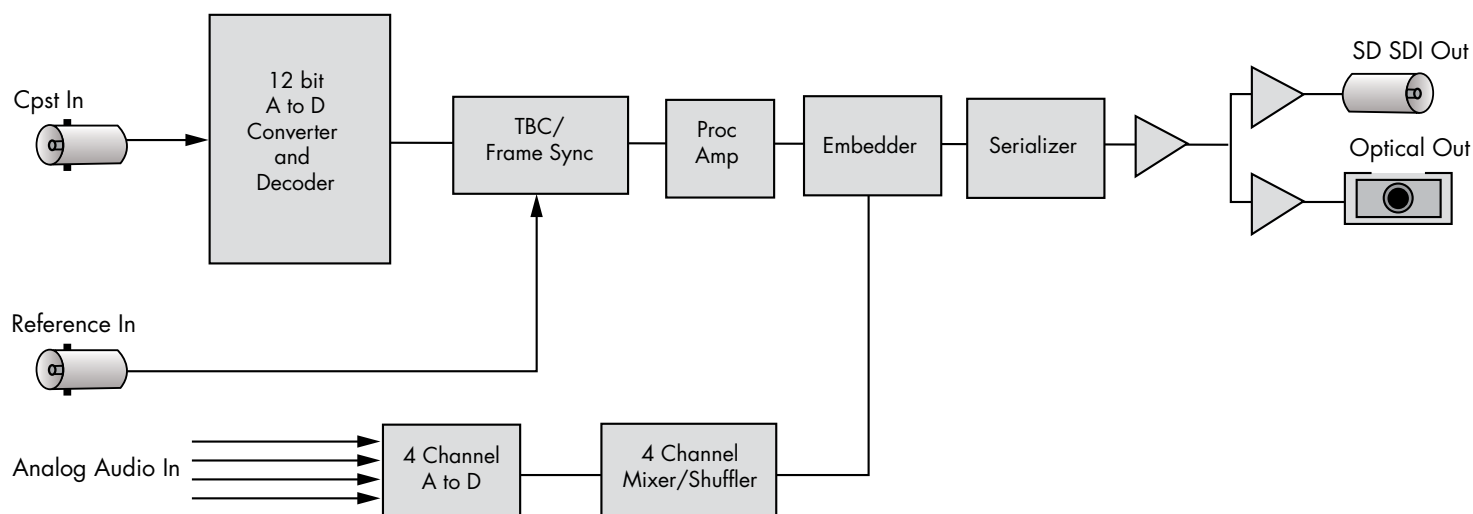 Cpst In
12 bit
A to D
Converter
and
Decoder
TBC/
Frame Sync
Proc
Amp
Embedder
Serializer
SD SDI Out
Optical Out
Reference In
Analog Audio In
4 Channel
A to D
4 Channel
Mixer/Shuffler